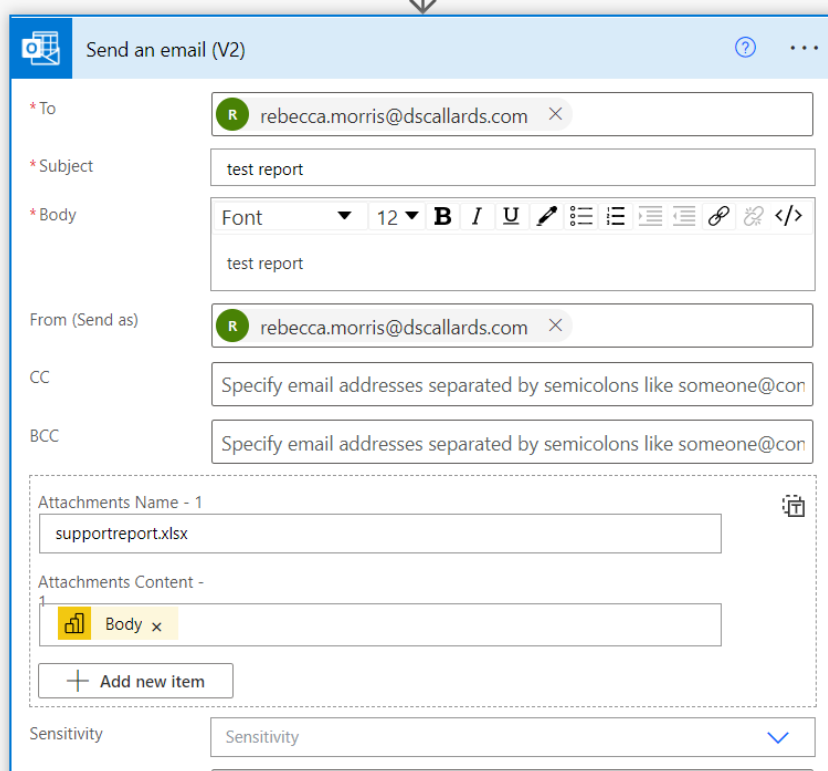 Send an email (V2)
* To
R rebecca.morris@dscallards.com ×
* Subject
test report
* Body
Font 12 B I U </>
test report
From (Send as)
R rebecca.morris@dscallards.com ×
CC
Specify email addresses separated by semicolons like someone@con
BCC
Specify email addresses separated by semicolons like someone@con
Attachments Name - 1
supportreport.xlsx
Attachments Content -
1
Body ×
+ Add new item
Sensitivity
Sensitivity